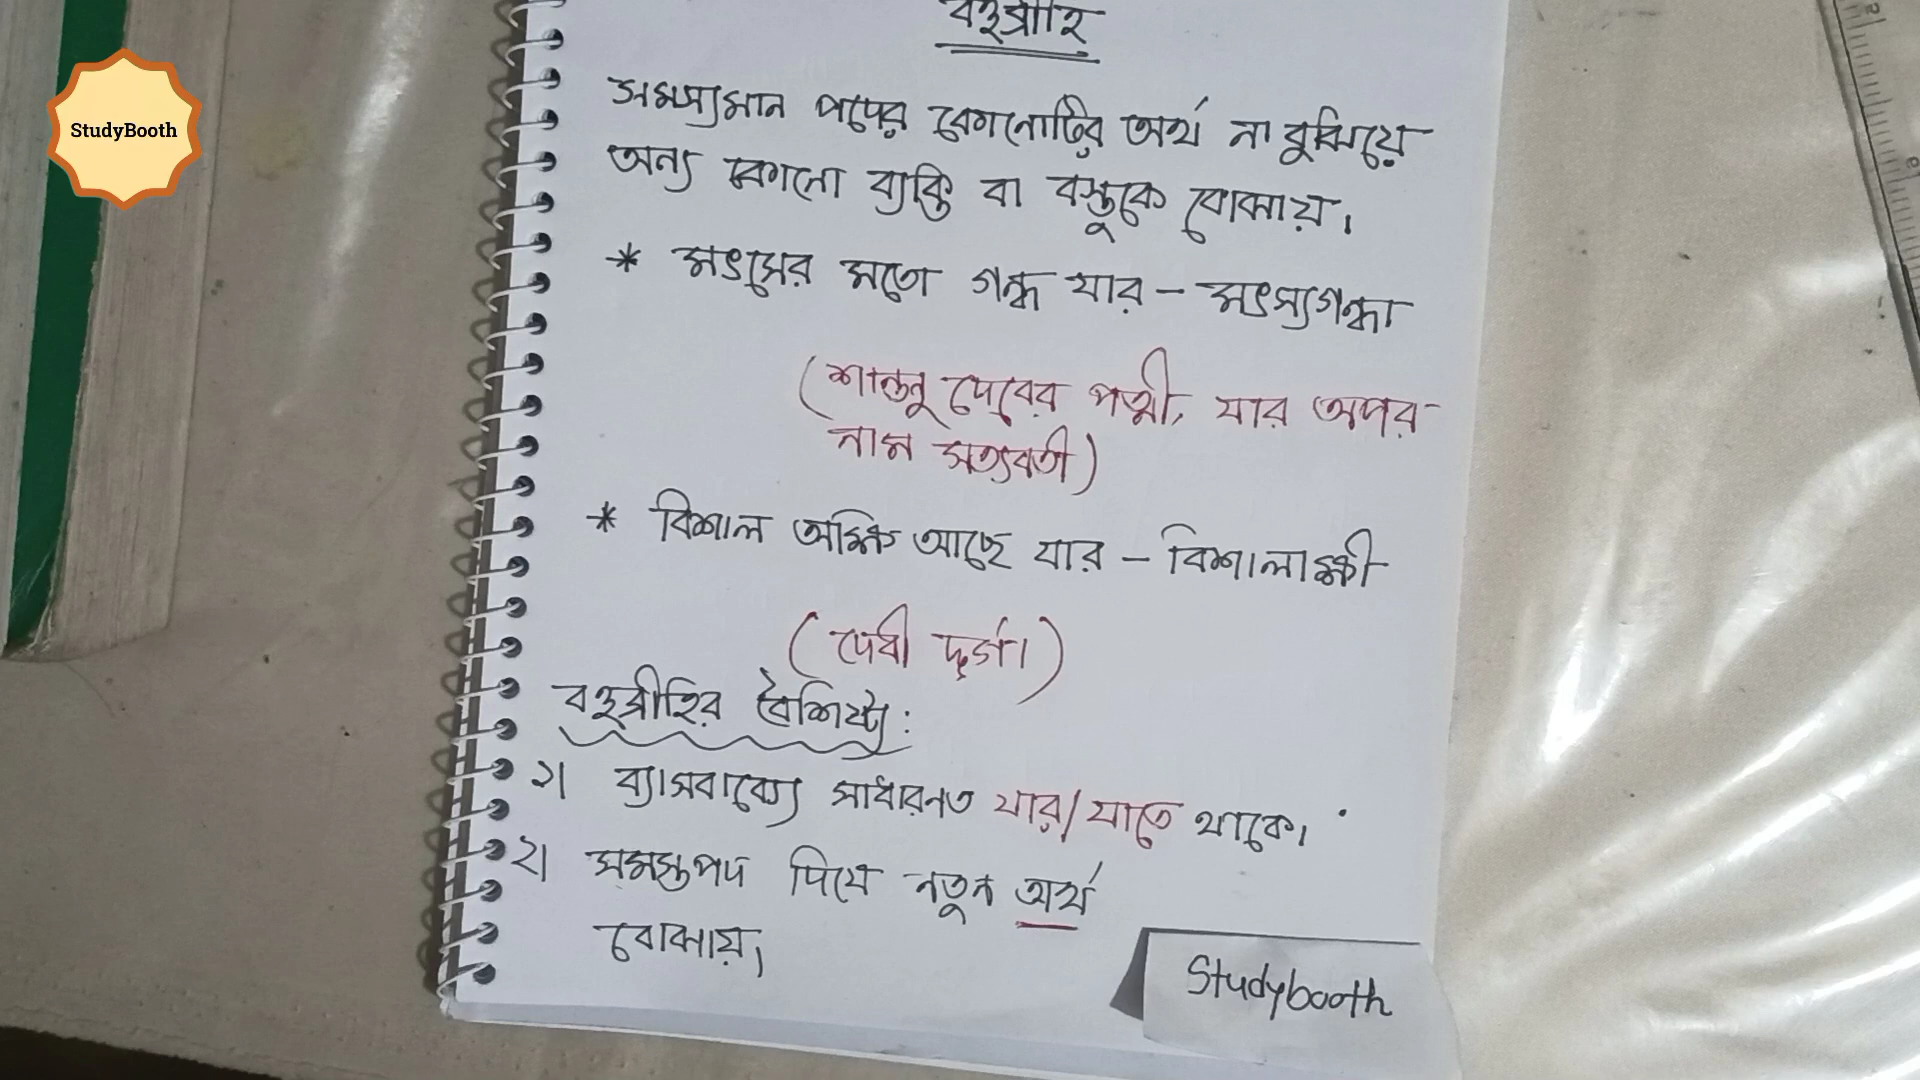 বহুব্রীহি
StudyBooth
সমস্যমান পদের কোনোটির অর্থ না বুঝিয়ে
অন্য কোনো ব্যক্তি বা বস্তুকে বোঝায়।
* মৎসের মতো গন্ধ যার - মৎস্যগন্ধা
(শান্তনু দেবের পত্মী, যার অপর
নাম সত্যবতী)
* বিশাল অক্ষি আছে যার - বিশালাক্ষী
(দেবী দুর্গা)
বহুব্রীহির বৈশিষ্ট্য:
১। ব্যাসবাক্যে সাধারনত যার/যাতে থাকে।
২। সমস্তপদ দিয়ে নতুন অর্থ
বোঝায়।
Studybooth